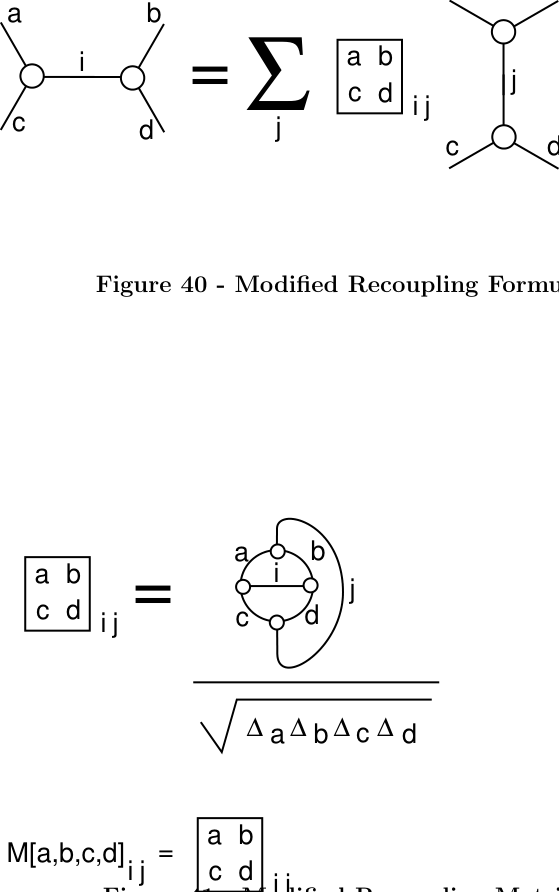 a b
i
c d
= ∑ j
a b
c d i j
j
c d
Figure 40 - Modified Recoupling Formu
a b
c d i j
=
a b
i
j
c d
√ Δ a Δ b Δ c Δ d
M[a,b,c,d] i j =
a b
c d i j